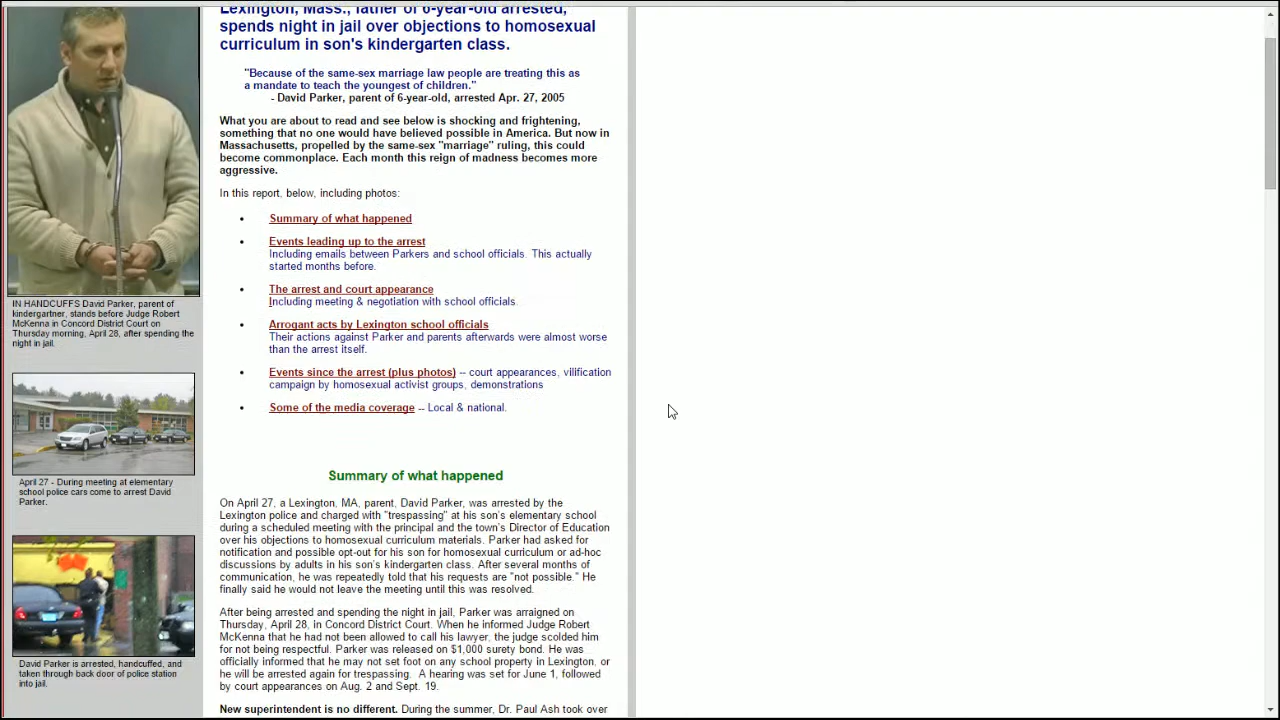 Lexington, Mass., father of 6-year-old arrested,
spends night in jail over objections to homosexual
curriculum in son's kindergarten class.
"Because of the same-sex marriage law people are treating this as
a mandate to teach the youngest of children."
- David Parker, parent of 6-year-old, arrested Apr. 27, 2005
What you are about to read and see below is shocking and frightening,
something that no one would have believed possible in America. But now in
Massachusetts, propelled by the same-sex "marriage" ruling, this could
become commonplace. Each month this reign of madness becomes more
aggressive.
In this report, below, including photos:
• Summary of what happened
• Events leading up to the arrest
Including emails between Parkers and school officials. This actually
started months before.
• The arrest and court appearance
Including meeting & negotiation with school officials.
• Arrogant acts by Lexington school officials
Their actions against Parker and parents afterwards were almost worse
than the arrest itself.
• Events since the arrest (plus photos) -- court appearances, vilification
campaign by homosexual activist groups, demonstrations
• Some of the media coverage -- Local & national.
Summary of what happened
On April 27, a Lexington, MA, parent, David Parker, was arrested by the
Lexington police and charged with "trespassing" at his son's elementary school
during a scheduled meeting with the principal and the town's Director of Education
over his objections to homosexual curriculum materials. Parker had asked for
notification and possible opt-out for his son for homosexual curriculum or ad-hoc
discussions by adults in his son's kindergarten class. After several months of
communication, he was repeatedly told that his requests are "not possible." He
finally said he would not leave the meeting until this was resolved.
After being arrested and spending the night in jail, Parker was arraigned on
Thursday, April 28, in Concord District Court. When he informed Judge Robert
McKenna that he had not been allowed to call his lawyer, the judge scolded him
for not being respectful. Parker was released on $1,000 surety bond. He was
officially informed that he may not set foot on any school property in Lexington, or
he will be arrested again for trespassing. A hearing was set for June 1, followed
by court appearances on Aug. 2 and Sept. 19.
New superintendent is no different. During the summer, Dr. Paul Ash took over
IN HANDCUFFS David Parker, parent of
kindergartner, stands before Judge Robert
McKenna in Concord District Court on
Thursday morning, April 28, after spending the
night in jail.
April 27 - During meeting at elementary
school police cars come to arrest David
Parker.
David Parker is arrested, handcuffed, and
taken through back door of police station
into jail.